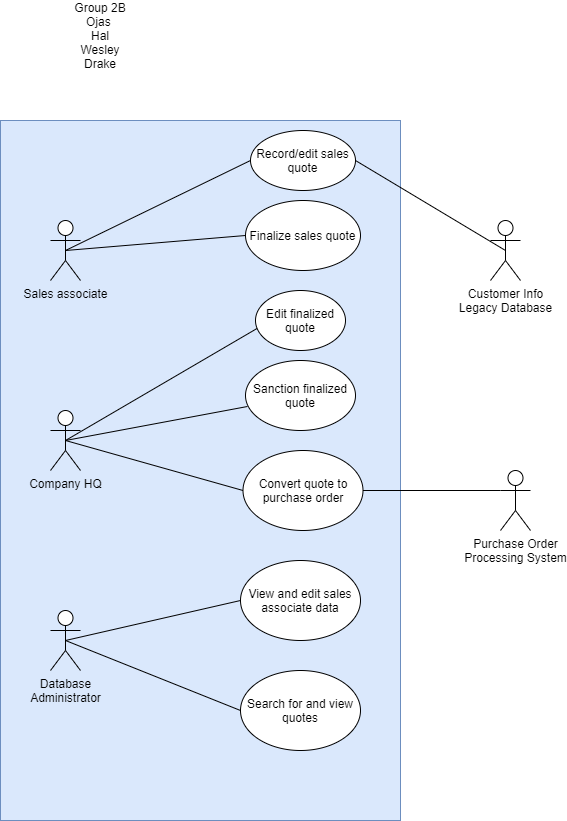 Group 2B
Ojas
Hal
Wesley
Drake
Record/edit sales
quote
Finalize sales quote
Sales associate
Customer Info
Legacy Database
Edit finalized
quote
Sanction finalized
quote
Company HQ
Convert quote to
purchase order
Purchase Order
Processing System
View and edit sales
associate data
Database
Administrator
Search for and view
quotes